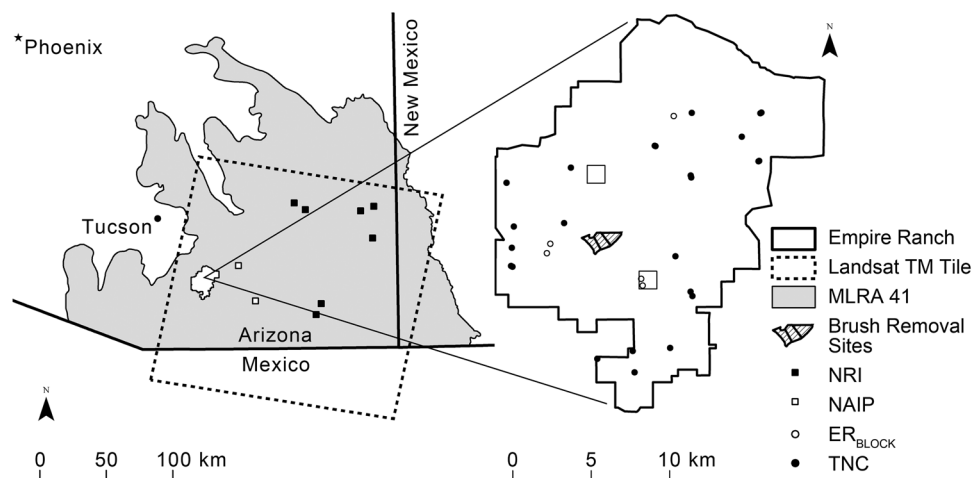 Phoenix
New Mexico
Tucson
Arizona
Mexico
N
0 50 100 km
N
0 5 10 km
Empire Ranch
Landsat TM Tile
MLRA 41
Brush Removal
Sites
NRI
NAIP
ERBLOCK
TNC